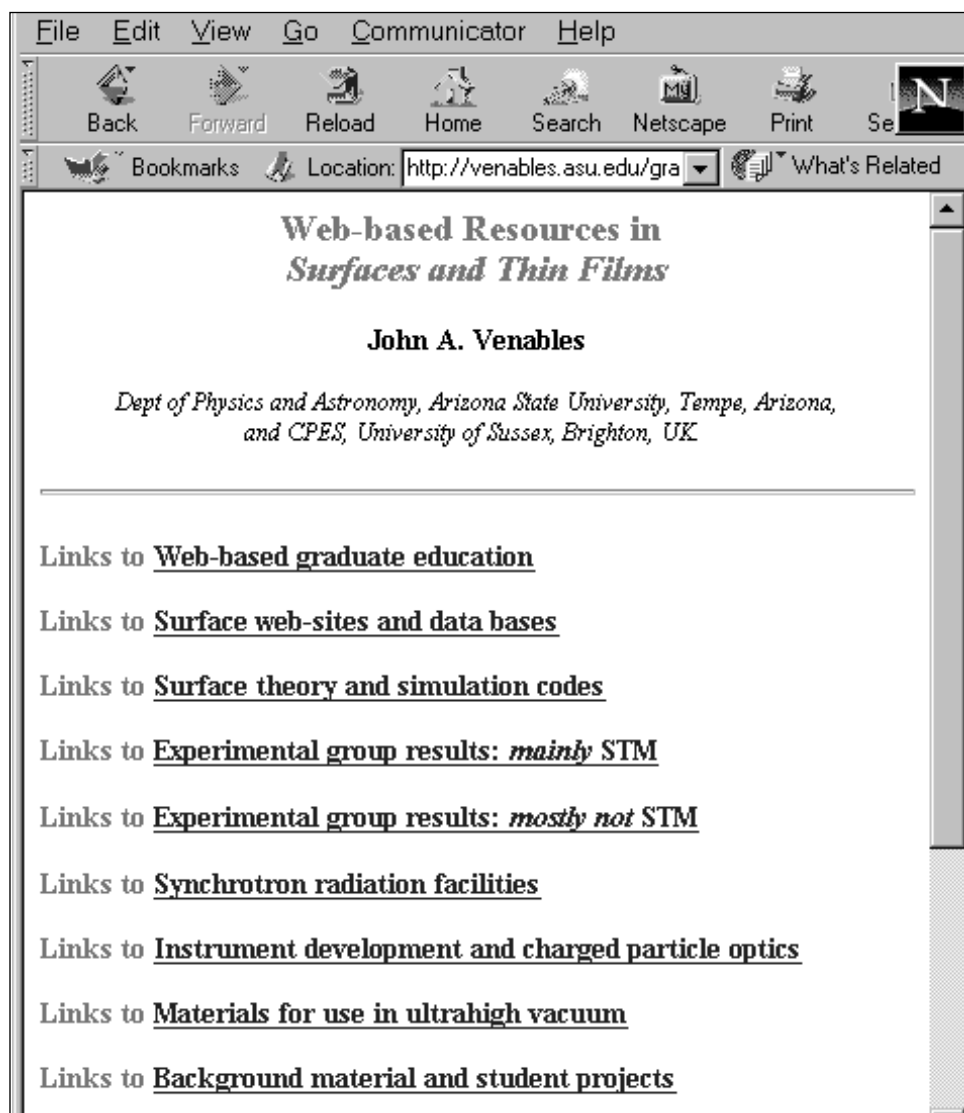 File Edit View Go Communicator Help
Back Forward Reload Home Search Netscape Print Se N
Bookmarks Location: http://venables.asu.edu/gra What's Related
Web-based Resources in
Surfaces and Thin Films
John A. Venables
Dept of Physics and Astronomy, Arizona State University, Tempe, Arizona,
and CPES, University of Sussex, Brighton, UK.
Links to Web-based graduate education
Links to Surface web-sites and data bases
Links to Surface theory and simulation codes
Links to Experimental group results: mainly STM
Links to Experimental group results: mostly not STM
Links to Synchrotron radiation facilities
Links to Instrument development and charged particle optics
Links to Materials for use in ultrahigh vacuum
Links to Background material and student projects